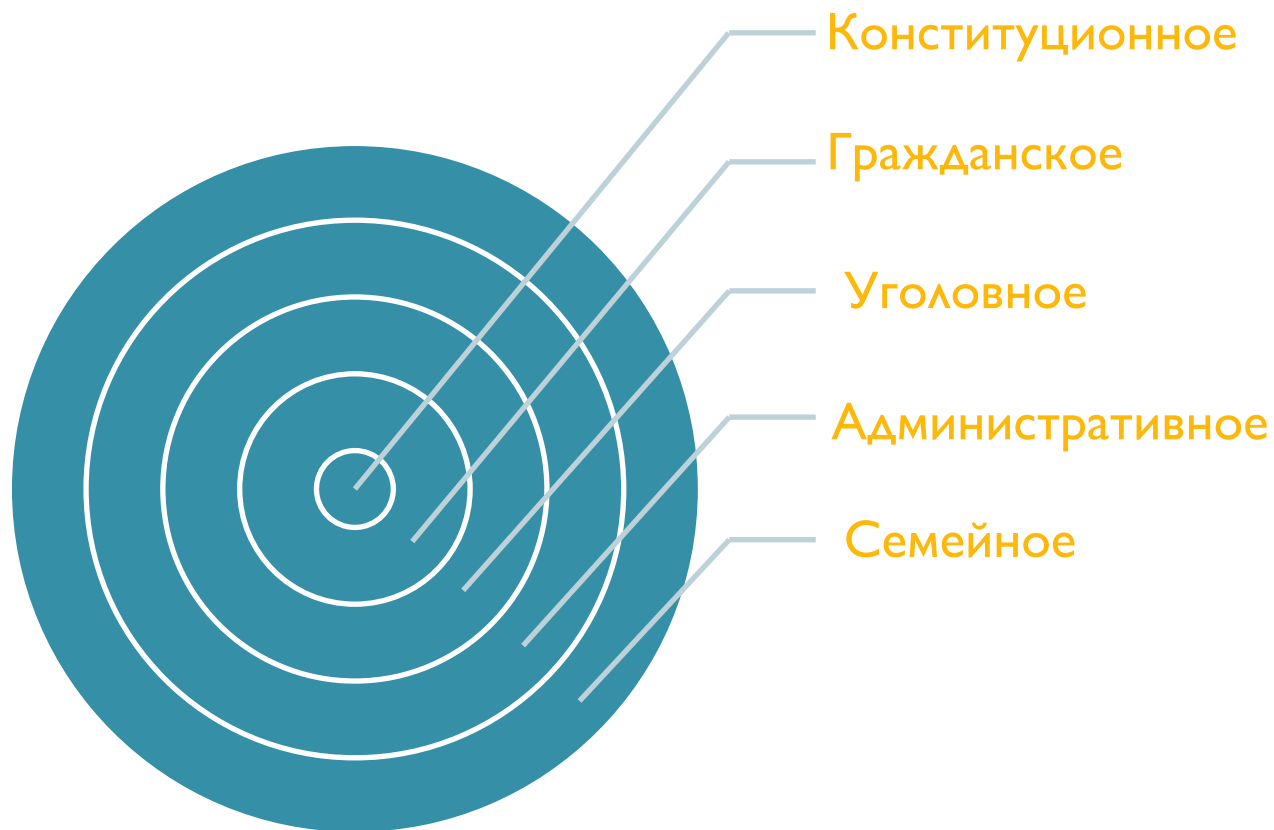 Конституционное
Гражданское
Уголовное
Административное
Семейное